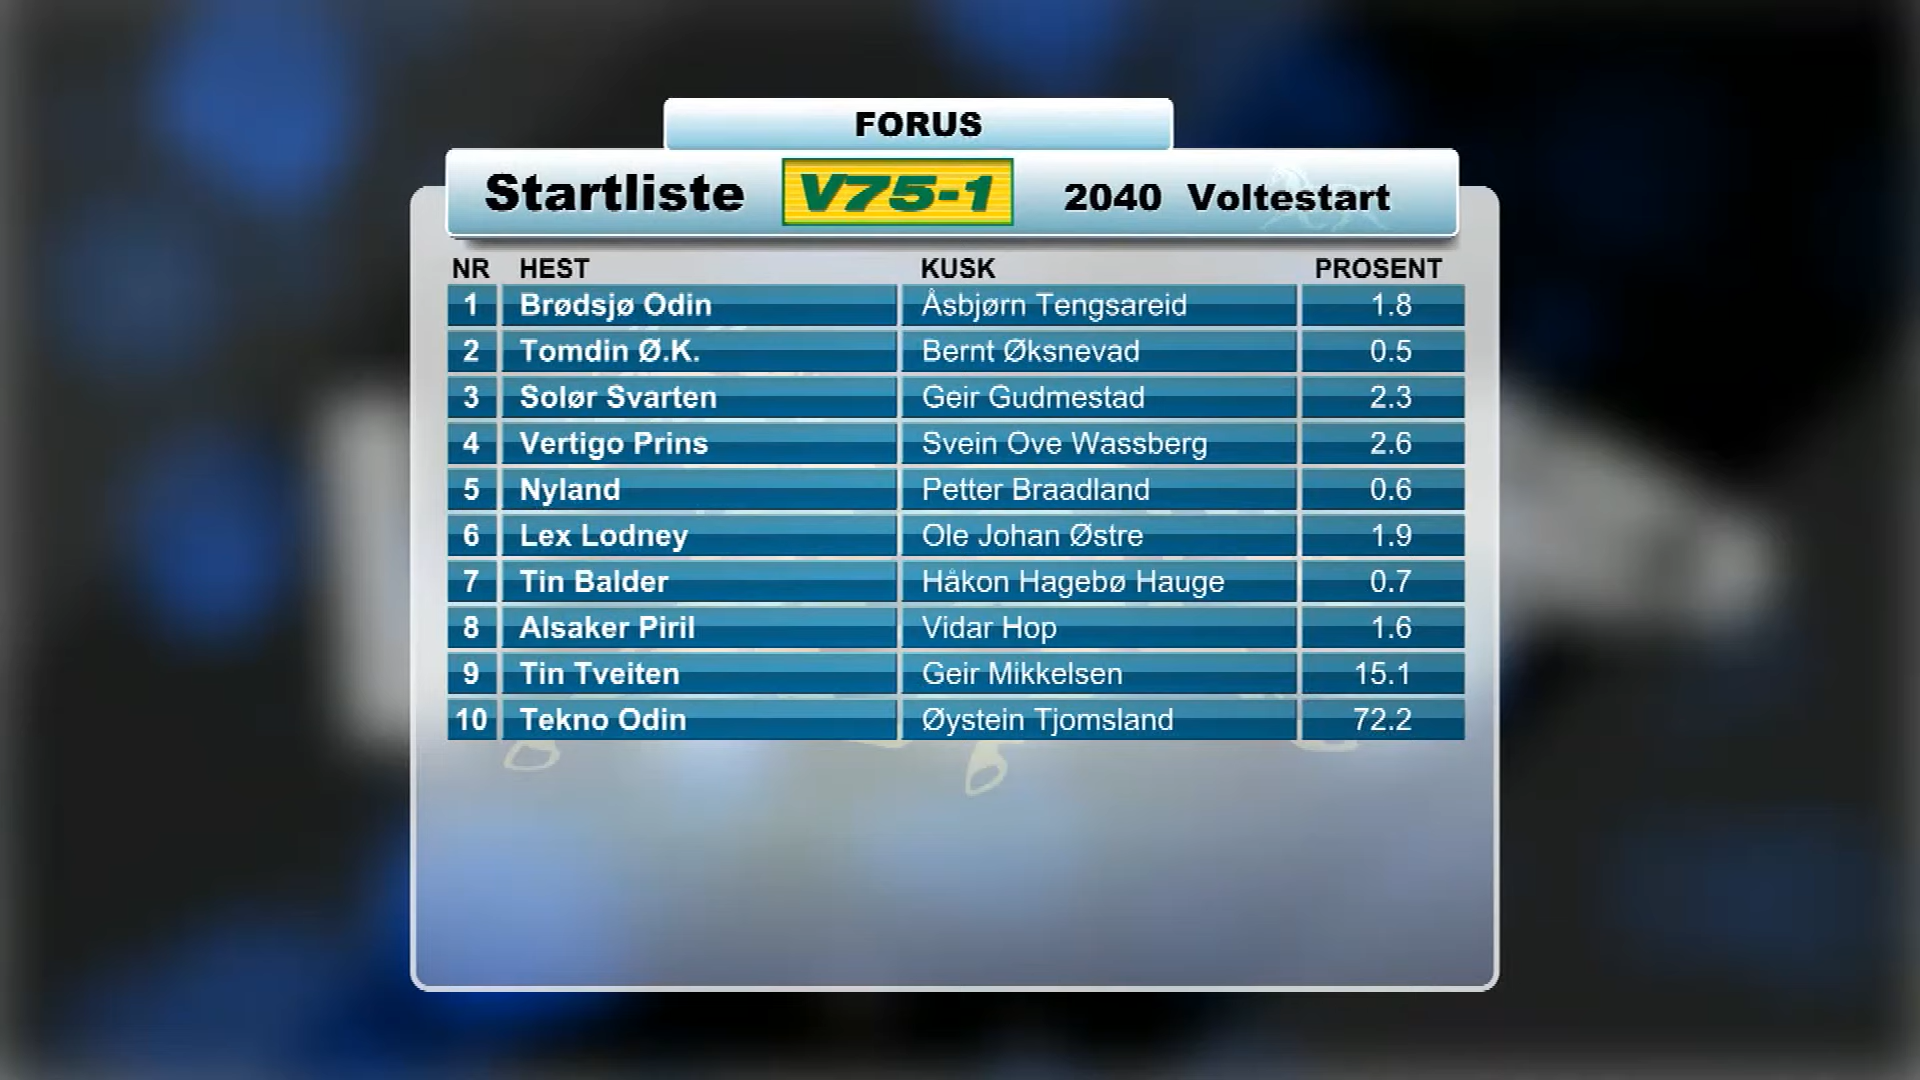 FORUS
Startliste V75-1 2040 Voltestart
NR HEST KUSK PROSENT
1 Brødsjø Odin Åsbjørn Tengsareid 1.8
2 Tomdin Ø.K. Bernt Øksnevad 0.5
3 Solør Svarten Geir Gudmestad 2.3
4 Vertigo Prins Svein Ove Wassberg 2.6
5 Nyland Petter Braadland 0.6
6 Lex Lodney Ole Johan Østre 1.9
7 Tin Balder Håkon Hagebø Hauge 0.7
8 Alsaker Piril Vidar Hop 1.6
9 Tin Tveiten Geir Mikkelsen 15.1
10 Tekno Odin Øystein Tjomsland 72.2